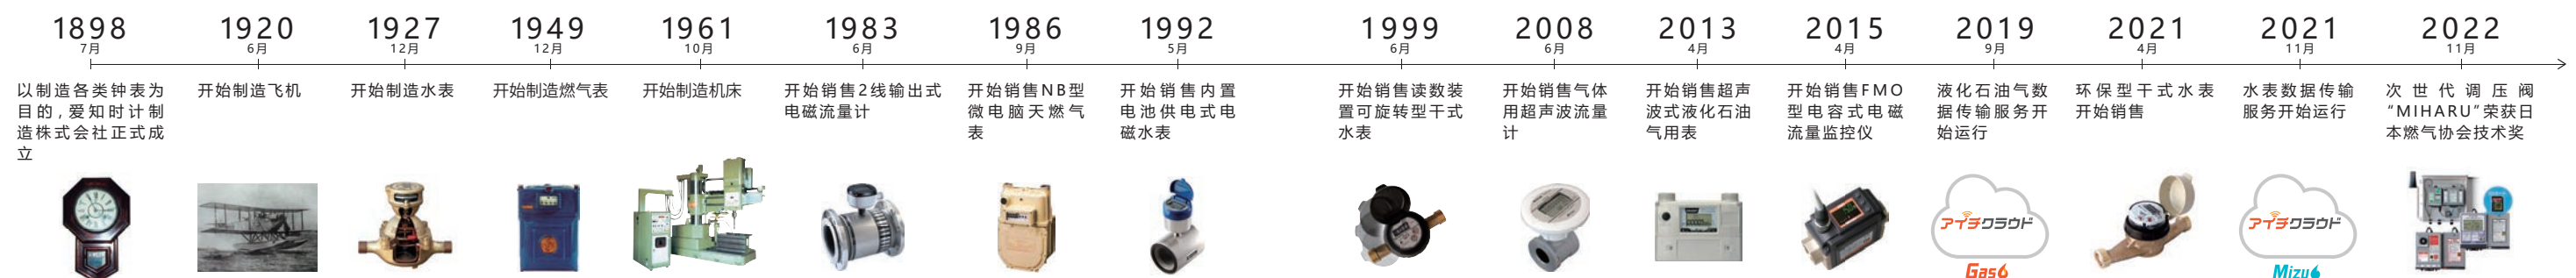 1898
7月
以制造各类钟表为
目的,爱知时计制
造株式会社正式成
立
1920
6月
开始制造飞机
1927
12月
开始制造水表
1949
12月
开始制造燃气表
1961
10月
开始制造机床
1983
6月
开始销售2线输出式
电磁流量计
1986
9月
开始销售NB型
微电脑天燃气
表
1992
5月
开始销售内置
电池供电式电
磁水表
1999
6月
开始销售读数装
置可旋转型干式
水表
2008
6月
开始销售气体
用超声波流量
计
2013
4月
开始销售超声
波式液化石油
气用表
2015
4月
开始销售FMO
型电容式电磁
流量监控仪
2019
9月
液化石油气数
据传输服务开
始运行
アイチクラウド
Gas
2021
4月
环保型干式水表
开始销售
2021
11月
水表数据传输
服务开始运行
アイチクラウド
Mizu
2022
11月
次世代调压阀
“MIHARU”荣获日
本燃气协会技术奖